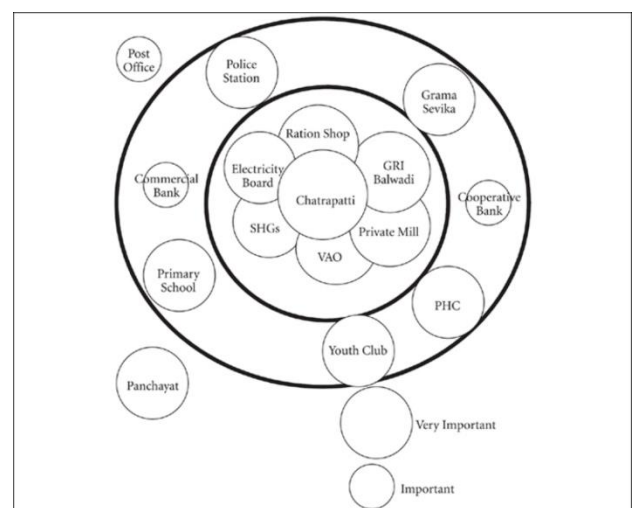 Post
Office
Police
Station
Grama
Sevika
Ration Shop
Electricity
Board
GRI
Balwadi
Commercial
Bank
Chatrapatti
Cooperative
Bank
SHGs
Private Mill
VAO
Primary
School
PHC
Youth Club
Panchayat
Very Important
Important